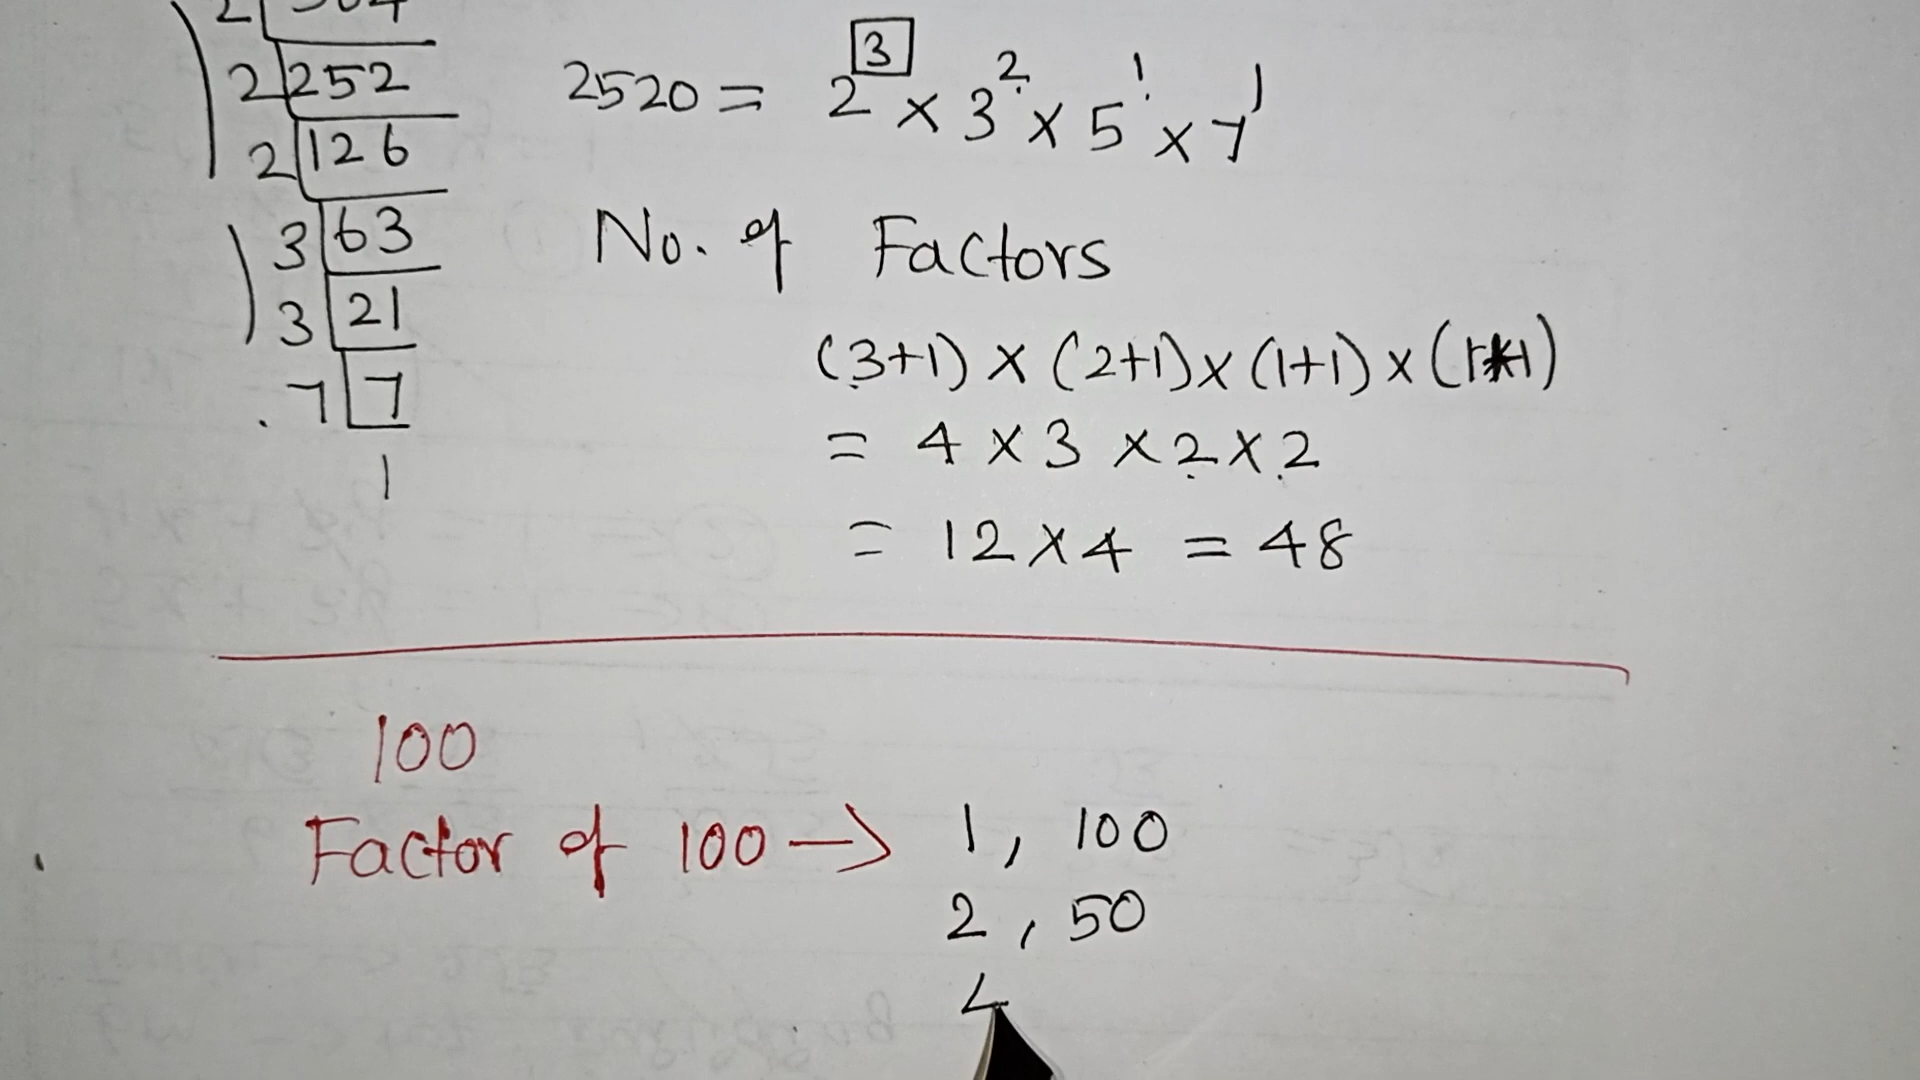 2 504
2 252
2 126
3 63
3 21
7 7
1
2520 = 2^3 × 3^2 × 5^1 × 7^1
No. of Factors
(3+1) × (2+1) × (1+1) × (1+1)
= 4 × 3 × 2 × 2
= 12 × 4 = 48
100
Factor of 100 → 1, 100
2, 50
4